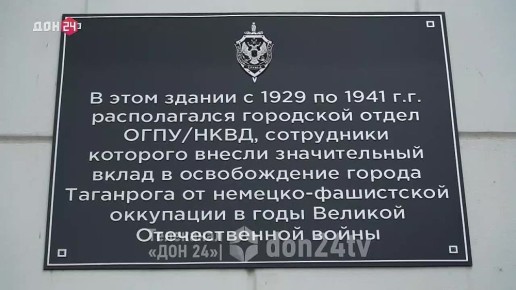 ДОН 24
В этом здании с 1929 по 1941 г.г.
располагался городской отдел
ОГПУ/НКВД, сотрудники
которого внесли значительный
вклад в освобождение города
Таганрога от немецко-фашистской
оккупации в годы Великой
Отечественной войны
«ДОН 24»| don24tv